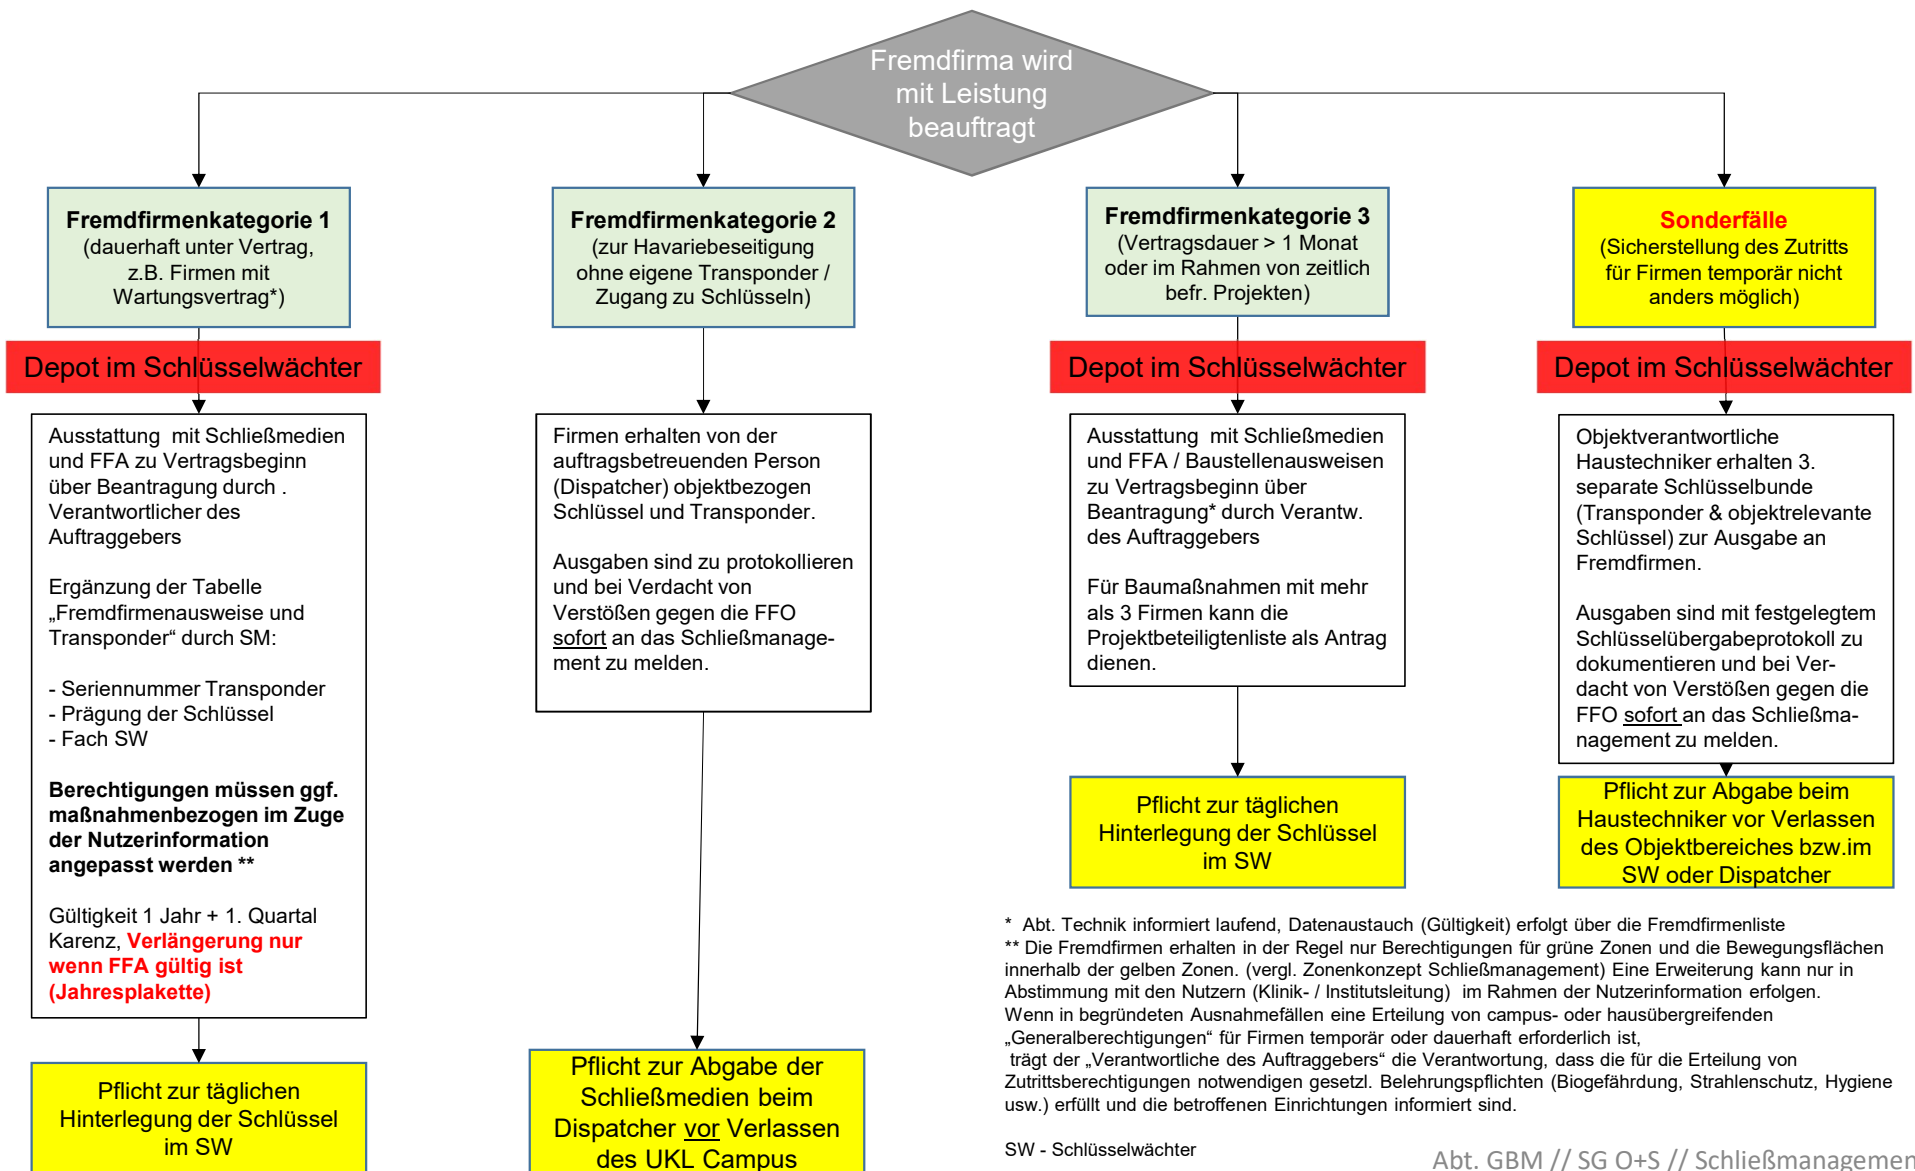 Fremdfirma wird
mit Leistung
beauftragt
Fremdfirmenkategorie 1
(dauerhaft unter Vertrag,
z.B. Firmen mit
Wartungsvertrag*)
Depot im Schlüsselwächter
Ausstattung mit Schließmedien
und FFA zu Vertragsbeginn
über Beantragung durch .
Verantwortlicher des
Auftraggebers
Ergänzung der Tabelle
„Fremdfirmenausweise und
Transponder“ durch SM:
- Seriennummer Transponder
- Prägung der Schlüssel
- Fach SW
Berechtigungen müssen ggf.
maßnahmenbezogen im Zuge
der Nutzerinformation
angepasst werden **
Gültigkeit 1 Jahr + 1. Quartal
Karenz, Verlängerung nur
wenn FFA gültig ist
(Jahresplakette)
Pflicht zur täglichen
Hinterlegung der Schlüssel
im SW
Fremdfirmenkategorie 2
(zur Havariebeseitigung
ohne eigene Transponder /
Zugang zu Schlüsseln)
Firmen erhalten von der
auftragsbetreuenden Person
(Dispatcher) objektbezogen
Schlüssel und Transponder.
Ausgaben sind zu protokollieren
und bei Verdacht von
Verstößen gegen die FFO
sofort an das Schließmanage-
ment zu melden.
Pflicht zur Abgabe der
Schließmedien beim
Dispatcher vor Verlassen
des UKL Campus
Fremdfirmenkategorie 3
(Vertragsdauer > 1 Monat
oder im Rahmen von zeitlich
befr. Projekten)
Depot im Schlüsselwächter
Ausstattung mit Schließmedien
und FFA / Baustellenausweisen
zu Vertragsbeginn über
Beantragung* durch Verantw.
des Auftraggebers
Für Baumaßnahmen mit mehr
als 3 Firmen kann die
Projektbeteiligtenliste als Antrag
dienen.
Pflicht zur täglichen
Hinterlegung der Schlüssel
im SW
Sonderfälle
(Sicherstellung des Zutritts
für Firmen temporär nicht
anders möglich)
Depot im Schlüsselwächter
Objektverantwortliche
Haustechniker erhalten 3.
separate Schlüsselbunde
(Transponder & objektrelevante
Schlüssel) zur Ausgabe an
Fremdfirmen.
Ausgaben sind mit festgelegtem
Schlüsselübergabeprotokoll zu
dokumentieren und bei Ver-
dacht von Verstößen gegen die
FFO sofort an das Schließma-
nagement zu melden.
Pflicht zur Abgabe beim
Haustechniker vor Verlassen
des Objektbereiches bzw.im
SW oder Dispatcher
* Abt. Technik informiert laufend, Datenaustauch (Gültigkeit) erfolgt über die Fremdfirmenliste
** Die Fremdfirmen erhalten in der Regel nur Berechtigungen für grüne Zonen und die Bewegungsflächen
innerhalb der gelben Zonen. (vergl. Zonenkonzept Schließmanagement) Eine Erweiterung kann nur in
Abstimmung mit den Nutzern (Klinik- / Institutsleitung) im Rahmen der Nutzerinformation erfolgen.
Wenn in begründeten Ausnahmefällen eine Erteilung von campus- oder hausübergreifenden
„Generalberechtigungen“ für Firmen temporär oder dauerhaft erforderlich ist,
trägt der „Verantwortliche des Auftraggebers“ die Verantwortung, dass die für die Erteilung von
Zutrittsberechtigungen notwendigen gesetzl. Belehrungspflichten (Biogefährdung, Strahlenschutz, Hygiene
usw.) erfüllt und die betroffenen Einrichtungen informiert sind.
SW - Schlüsselwächter
Abt. GBM // SG O+S // Schließmanagemen